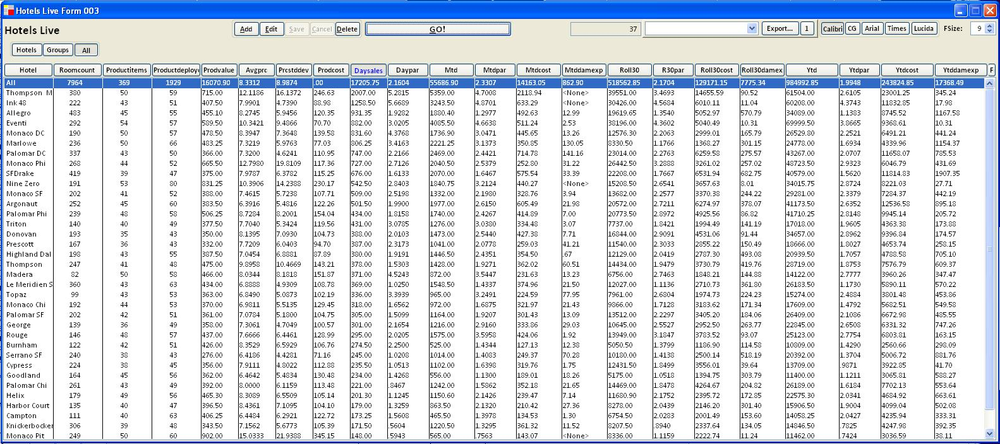 Hotels Live Form 003
Hotels Live Add Edit Save Cancel Delete GO! 37 Export... 1 Calibri CG Arial Times Lucida FSize: 9
Hotels Groups All
Hotel Roomcount Productitems Productdeploy Prodvalue Avgprc Prcstddev Prodcost Daysales Daypar Mtd Mtdpar Mtdcost Mtddamexp Roll30 R30par Roll30cost Roll30damex Ytd Ytdpar Ytdcost Ytddamexp F
All 7964 369 1929 16070.90 8.3312 8.9874 .00 17205.75 2.1604 55686.90 2.3307 14163.05 862.90 518562.85 2.1704 129171.15 7775.34 984992.85 1.9948 243824.85 17368.49
Thompson M 380 50 59 715.00 12.1186 16.1372 246.63 2007.00 5.2815 5359.00 4.7008 2118.94 <None> 39551.00 3.4693 14655.59 90.52 61504.00 2.6105 23001.25 345.24
Ink 48 222 43 51 407.50 7.9901 4.7390 88.98 1258.50 5.6689 3243.50 4.8701 633.29 <None> 30426.00 4.5684 6010.11 11.04 60208.00 4.3743 11832.85 17.98
Allegro 483 45 55 455.10 8.2745 5.9456 120.35 931.35 1.9282 1880.40 1.2977 492.63 12.99 19619.65 1.3540 5052.97 570.79 34089.00 1.1383 8745.52 1167.58
Eventi 292 54 57 589.50 10.3421 9.4866 70.70 882.00 3.0205 4085.50 4.6638 511.24 2.53 38196.00 4.3602 5040.49 10.31 69999.50 3.8665 9368.61 10.31
Monaco DC 190 50 57 478.50 8.3947 7.3648 139.58 831.60 4.3768 1736.90 3.0471 445.65 13.26 12576.30 2.2063 2999.01 165.79 26529.80 2.2521 6491.21 441.24
Marlowe 236 50 66 483.25 7.3219 5.9763 77.03 806.25 3.4163 2221.25 3.1373 350.85 130.05 8330.50 1.1766 1368.27 301.15 24778.00 1.6934 4339.96 1154.37
Palomar DC 337 43 50 366.00 7.3200 4.6241 110.95 747.00 2.2166 2469.00 2.4421 714.78 141.16 23014.00 2.2763 6259.58 275.57 43267.00 2.0707 11658.07 785.53
Monaco Phi 268 44 52 665.50 12.7980 19.8109 117.36 727.00 2.7126 2040.50 2.5379 252.80 31.22 26442.50 3.2888 3261.02 257.02 48723.50 2.9323 6046.79 431.69
SFDrake 419 39 47 375.00 7.9787 6.3782 115.25 676.00 1.6133 2070.00 1.6467 575.54 33.39 22208.00 1.7667 6531.94 682.75 40579.00 1.5620 11814.83 1907.35
Nine Zero 191 53 80 831.25 10.3906 14.2388 230.17 542.50 2.8403 1840.75 3.2124 440.27 <None> 15208.50 2.6541 3657.63 8.01 34015.75 2.8724 8221.03 27.71
Monaco SF 202 41 52 388.00 7.4615 5.7238 107.71 509.00 2.5198 1332.00 2.1980 328.76 3.94 13682.00 2.2577 3370.38 244.22 29281.00 2.3379 7284.37 442.19
Argonaut 252 45 60 383.50 6.3916 5.4816 122.26 501.50 1.9900 1977.00 2.6150 605.49 21.98 20572.00 2.7211 6274.97 378.07 41173.50 2.6352 12536.58 895.18
Palomar Phi 239 48 58 506.25 8.7284 8.2001 154.04 434.00 1.8158 1740.00 2.4267 414.89 7.00 20773.50 2.8972 4925.56 86.82 41710.25 2.8148 9945.14 205.72
Triton 140 40 49 377.50 7.7040 5.3424 119.56 431.00 3.0785 1276.00 3.0380 334.48 3.07 7737.00 1.8421 1994.49 141.19 17018.00 1.9605 4363.38 173.88
Donovan 193 35 43 350.00 8.1395 7.0930 104.73 388.00 2.0103 1473.00 2.5440 427.38 7.71 16844.00 2.9091 4531.06 91.44 34657.00 2.8962 9396.84 174.57
Prescott 167 36 43 332.00 7.7209 6.0403 94.70 387.00 2.3173 1041.00 2.0778 259.03 41.21 11540.00 2.3033 2855.22 150.49 18666.00 1.8027 4653.74 258.15
Highland Dal 198 43 55 387.50 7.0454 6.8881 87.89 380.00 1.9191 1446.50 2.4351 354.50 .67 12129.00 2.0419 2787.30 493.08 20939.50 1.7057 4788.58 705.10
Thompson 247 41 48 475.00 9.8958 10.4669 143.21 378.00 1.5303 1428.00 1.9271 362.02 60.51 14434.00 1.9479 3730.79 419.76 28719.00 1.8753 7576.79 609.37
Madera 82 50 58 466.00 8.0344 8.1818 151.87 371.00 4.5243 872.00 3.5447 231.63 13.23 6756.00 2.7463 1848.21 144.88 14122.00 2.7777 3960.26 347.47
Le Meridien S 360 43 63 434.00 6.8888 4.9309 108.78 369.00 1.0250 1548.50 1.4337 374.96 21.50 12027.00 1.1136 2710.73 361.80 26183.50 1.1730 5890.11 570.22
Topaz 99 43 53 363.00 6.8490 5.0873 102.19 336.00 3.3939 965.00 3.2491 224.59 77.95 7961.00 2.6804 1974.73 224.23 15274.00 2.4884 3801.48 453.86
Monaco Chi 192 44 53 370.00 6.9811 5.5135 129.45 318.00 1.6562 972.00 1.6875 321.97 21.43 9866.00 1.7128 3183.62 171.34 17609.00 1.4792 5682.51 549.58
Palomar SF 202 42 51 361.00 7.0784 5.1800 104.75 305.00 1.5099 1164.00 1.9207 301.43 13.09 13512.00 2.2297 3405.20 184.06 26409.00 2.1086 6672.98 485.55
George 139 36 49 358.00 7.3061 4.7049 100.57 301.00 2.1654 1216.00 2.9160 333.86 29.03 10645.00 2.5527 2952.50 263.77 22845.00 2.6508 6331.32 747.26
Rouge 146 48 57 437.00 7.6666 6.4461 128.99 295.00 2.0205 1575.00 3.5958 424.06 1.92 13949.00 3.1847 3783.52 93.07 25123.00 2.7754 6803.81 163.15
Burnham 122 42 51 426.00 8.3529 6.5929 106.76 274.50 2.2500 525.00 1.4344 127.13 12.38 5050.50 1.3799 1186.90 114.58 10809.00 1.4290 2560.66 298.09
Serrano SF 240 38 43 276.00 6.4186 4.4281 71.16 245.00 1.0208 1014.00 1.4083 249.37 70.28 10180.00 1.4138 2500.14 518.19 20392.00 1.3704 5006.72 881.76
Cypress 224 38 45 356.00 7.9111 4.8022 112.88 235.50 1.0513 1102.00 1.6398 319.76 1.75 12431.50 1.8499 3556.01 39.64 13709.00 .9871 3922.85 41.70
Goodland 164 45 56 362.00 6.4642 5.4834 130.48 234.00 1.4268 556.00 1.1300 189.01 18.26 5175.00 1.0518 1394.75 303.79 11400.00 1.1211 3065.81 588.27
Palomar Chi 261 43 49 392.00 8.0000 6.1159 113.48 221.00 .8467 1242.00 1.5862 352.18 21.65 14469.00 1.8478 4264.67 204.82 26189.00 1.6184 7702.13 553.64
Helix 179 49 56 465.30 8.3089 6.5509 105.14 201.30 1.1245 1150.60 2.1426 239.47 7.14 11680.90 2.1752 2395.72 172.85 22575.30 2.0341 4684.92 663.61
Harbor Court 135 40 47 396.50 8.4361 7.1095 104.10 179.00 1.3259 863.50 2.1320 210.42 27.36 8278.00 2.0439 2146.20 301.40 15906.50 1.9004 4099.04 502.08
Campton 111 40 63 406.25 6.4484 6.2921 122.72 173.25 1.5608 465.50 1.3978 134.53 1.30 6754.50 2.0283 2001.49 153.60 14058.25 2.0427 4235.94 333.31
Knickerbocker 306 39 48 343.50 7.1562 5.6773 105.39 171.50 .5604 1220.50 1.3295 361.32 11.52 8207.50 .8940 2337.64 134.05 14846.50 .7825 4247.98 392.35
Monaco Pit 249 50 60 902.00 15.0333 21.9388 345.15 148.00 .5943 565.00 .7563 143.07 <None> 8336.00 1.1159 2222.74 11.24 11462.00 .7424 3036.59 38.11